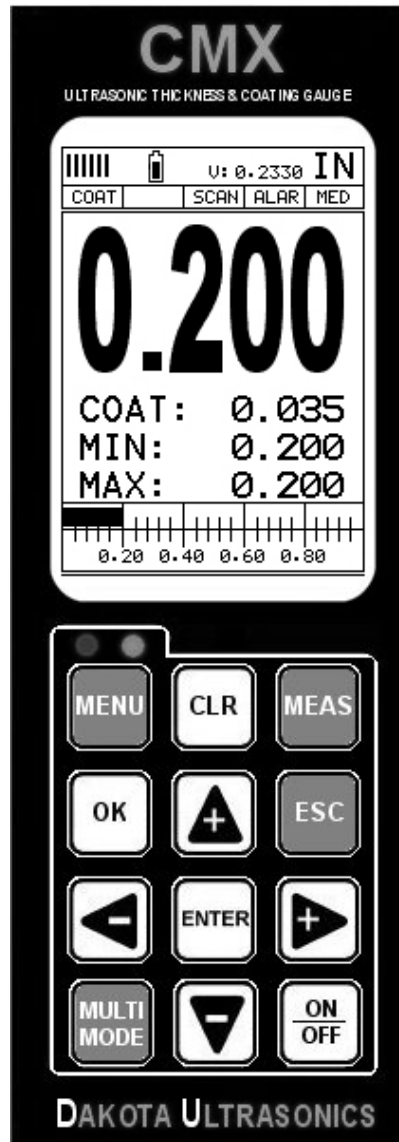 CMX
ULTRASONIC THICKNESS & COATING GAUGE
V: 0.2330 IN
COAT SCAN ALAR MED
0.200
COAT: 0.035
MIN: 0.200
MAX: 0.200
0.20 0.40 0.60 0.80
MENU CLR MEAS
OK + ESC
- ENTER +
MULTI MODE - ON OFF
DAKOTA ULTRASONICS